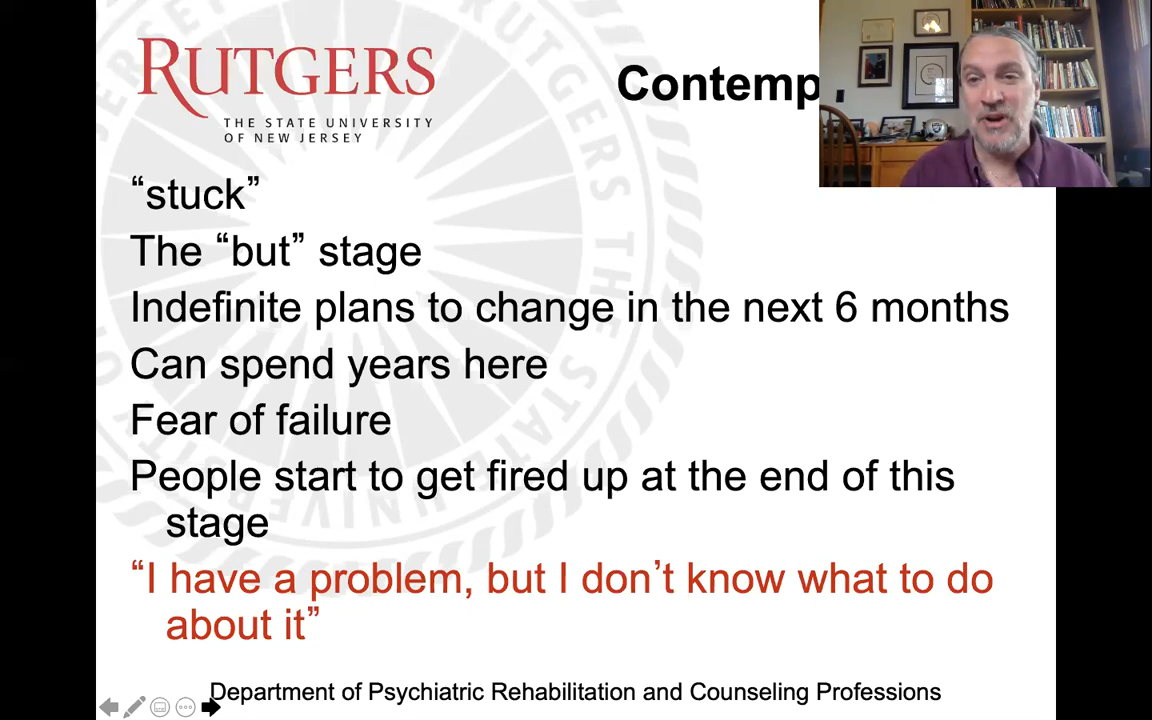 RUTGERS
THE STATE UNIVERSITY
OF NEW JERSEY
Contemp
“stuck”
The “but” stage
Indefinite plans to change in the next 6 months
Can spend years here
Fear of failure
People start to get fired up at the end of this
stage
“I have a problem, but I don’t know what to do
about it”
Department of Psychiatric Rehabilitation and Counseling Professions